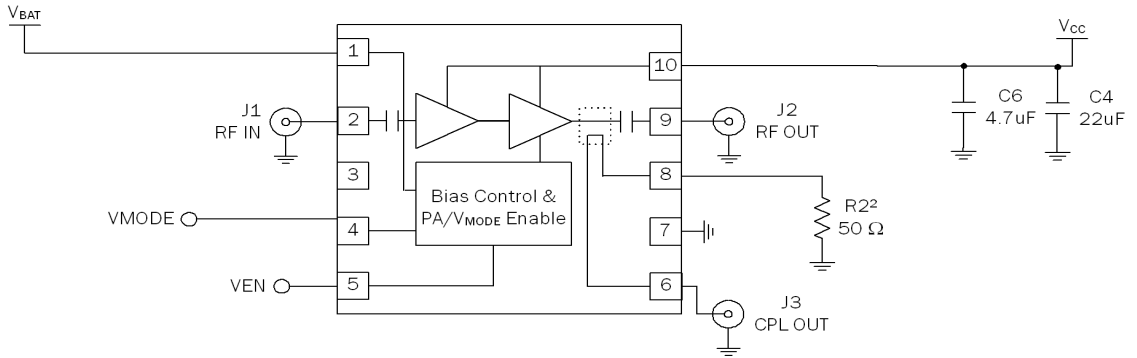 VBAT
VCC
1
10
J1
RF IN
2
9
J2
RF OUT
C6
4.7uF
C4
22uF
3
8
Bias Control &
PA/VMODE Enable
VMODE
4
7
R2²
50 Ω
VEN
5
6
J3
CPL OUT